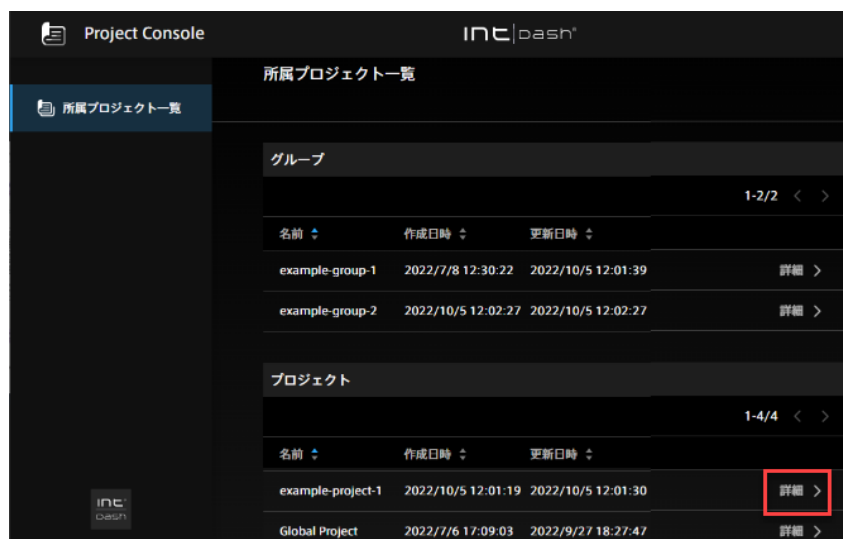 Project Console
int|dash
所属プロジェクト一覧
所属プロジェクト一覧
グループ
1-2/2
名前 作成日時 更新日時
example-group-1 2022/7/8 12:30:22 2022/10/5 12:01:39 詳細
example-group-2 2022/10/5 12:02:27 2022/10/5 12:02:27 詳細
プロジェクト
1-4/4
名前 作成日時 更新日時
example-project-1 2022/10/5 12:01:19 2022/10/5 12:01:30 詳細
Global Project 2022/7/6 17:09:03 2022/9/27 18:27:47 詳細
int
dash